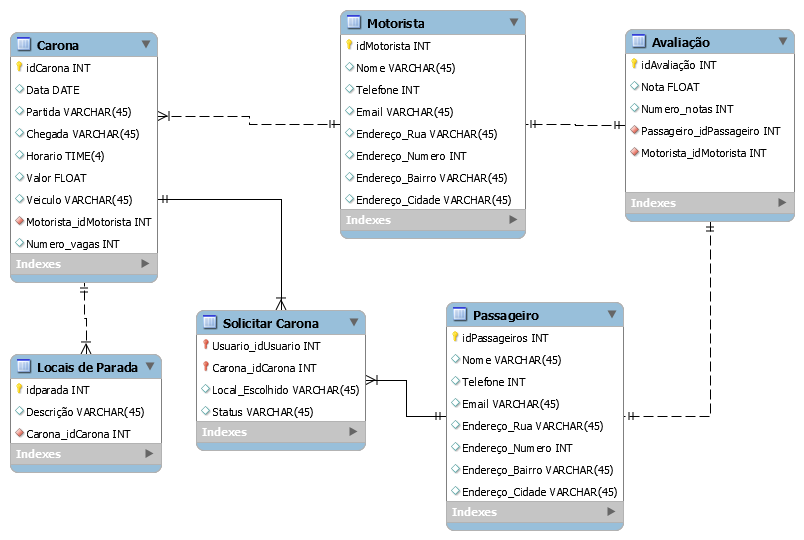 Carona
idCarona INT
Data DATE
Partida VARCHAR(45)
Chegada VARCHAR(45)
Horario TIME(4)
Valor FLOAT
Veiculo VARCHAR(45)
Motorista_idMotorista INT
Numero_vagas INT
Indexes
Motorista
idMotorista INT
Nome VARCHAR(45)
Telefone INT
Email VARCHAR(45)
Endereço_Rua VARCHAR(45)
Endereço_Numero INT
Endereço_Bairro VARCHAR(45)
Endereço_Cidade VARCHAR(45)
Indexes
Avaliação
idAvaliação INT
Nota FLOAT
Numero_notas INT
Passageiro_idPassageiro INT
Motorista_idMotorista INT
Indexes
Locais de Parada
idparada INT
Descrição VARCHAR(45)
Carona_idCarona INT
Indexes
Solicitar Carona
Usuario_idUsuario INT
Carona_idCarona INT
Local_Escolhido VARCHAR(45)
Status VARCHAR(45)
Indexes
Passageiro
idPassageiros INT
Nome VARCHAR(45)
Telefone INT
Email VARCHAR(45)
Endereço_Rua VARCHAR(45)
Endereço_Numero INT
Endereço_Bairro VARCHAR(45)
Endereço_Cidade VARCHAR(45)
Indexes